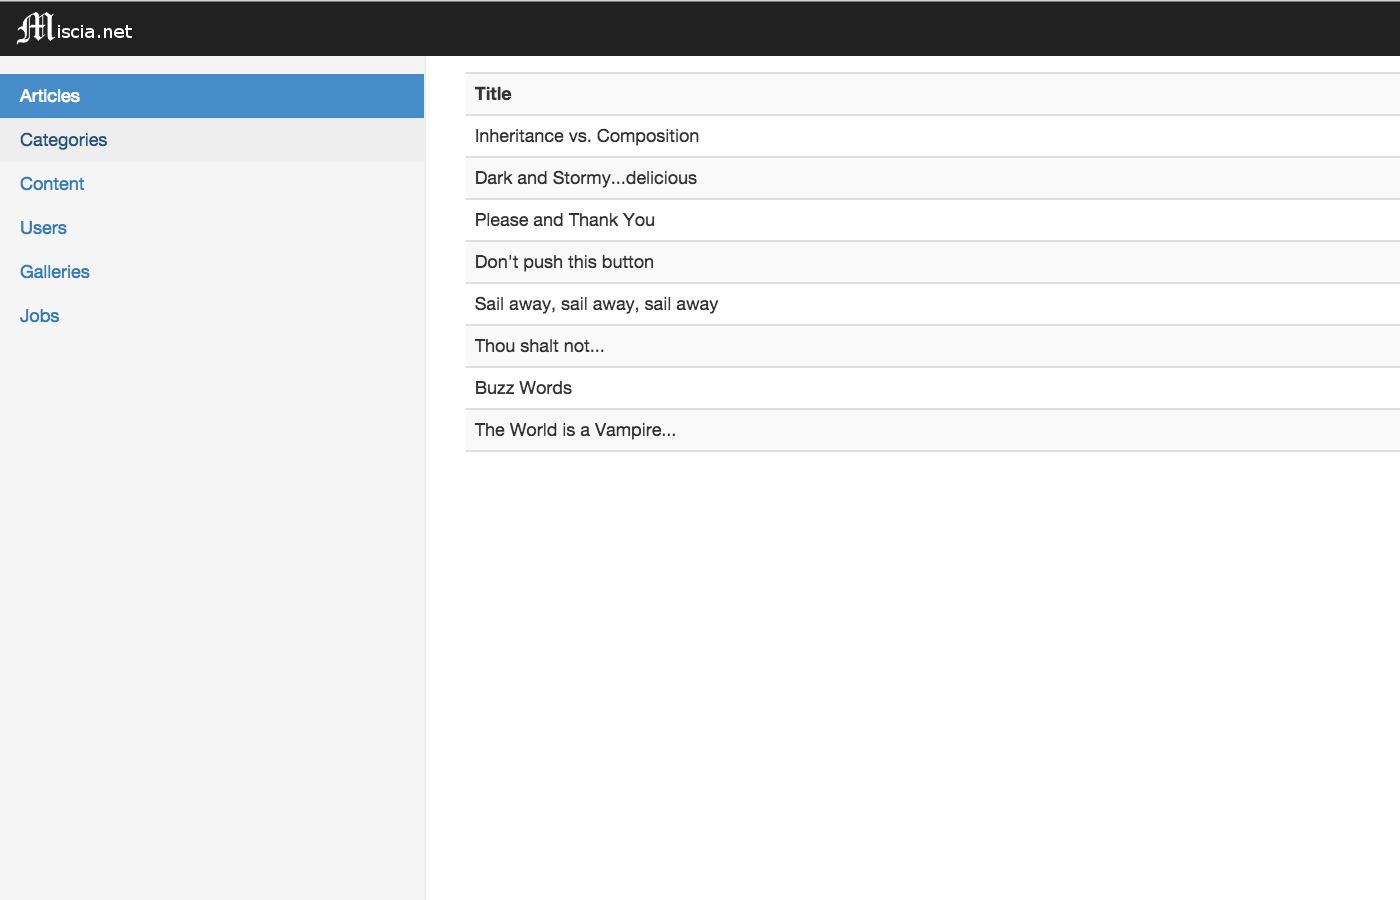 Miscia.net
Articles
Categories
Content
Users
Galleries
Jobs
Title
Inheritance vs. Composition
Dark and Stormy...delicious
Please and Thank You
Don't push this button
Sail away, sail away, sail away
Thou shalt not...
Buzz Words
The World is a Vampire...